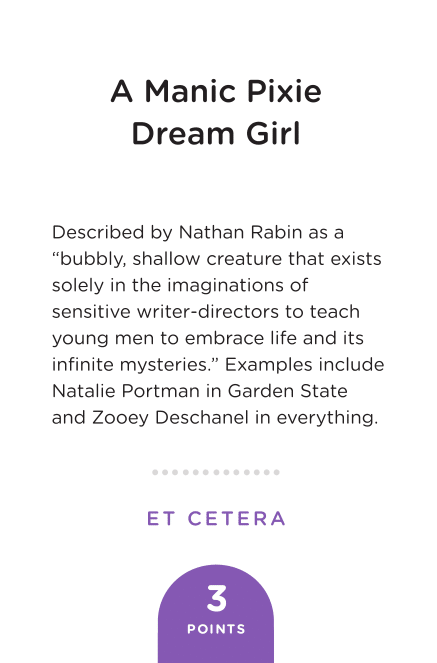 A Manic Pixie
Dream Girl
Described by Nathan Rabin as a
“bubbly, shallow creature that exists
solely in the imaginations of
sensitive writer-directors to teach
young men to embrace life and its
infinite mysteries.” Examples include
Natalie Portman in Garden State
and Zooey Deschanel in everything.
ET CETERA
3
POINTS